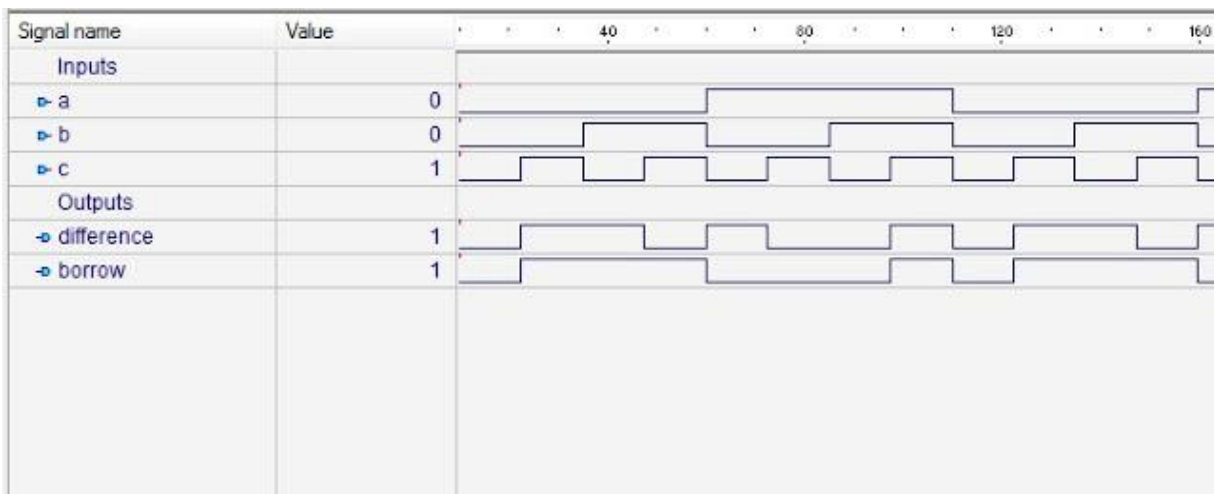 Signal name Value 40 80 120 160
Inputs
a 0
b 0
c 1
Outputs
difference 1
borrow 1